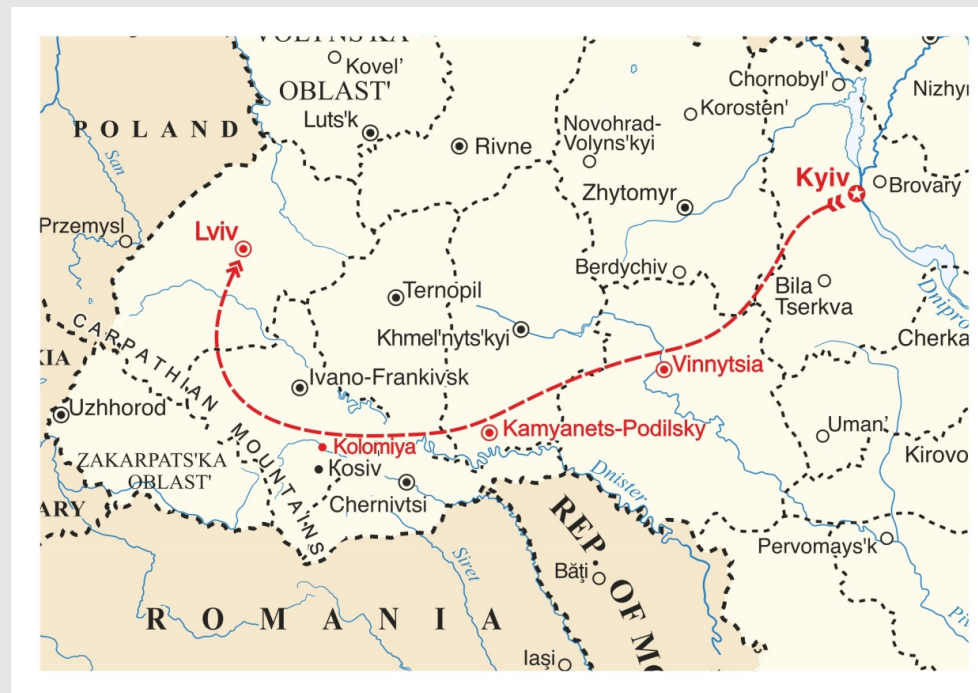 VOLYNS'KA
Kovel'
OBLAST'
Luts'k
Rivne
Chornobyl'
Korosten'
Novohrad-
Volyns'kyi
POLAND
San
Przemysl
Lviv
Zhytomyr
Kyiv
Brovary
Berdychiv
Bila
Tserkva
Dnipro
Ternopil
Khmel'nyts'kyi
CARPATHIAN
MOUNTAINS
Ivano-Frankivsk
Vinnytsia
Uzhhorod
Kamyanets-Podilsky
Kolomiya
Kosiv
Chernivtsi
ZAKARPATS'KA
OBLAST'
Uman'
Dnister
Pervomays'k
REP. OF MO
Băţi
Siret
ROMANIA
Iaşi
Nizhyn
Cherka
Kirovo
KIA
ARY
Piv